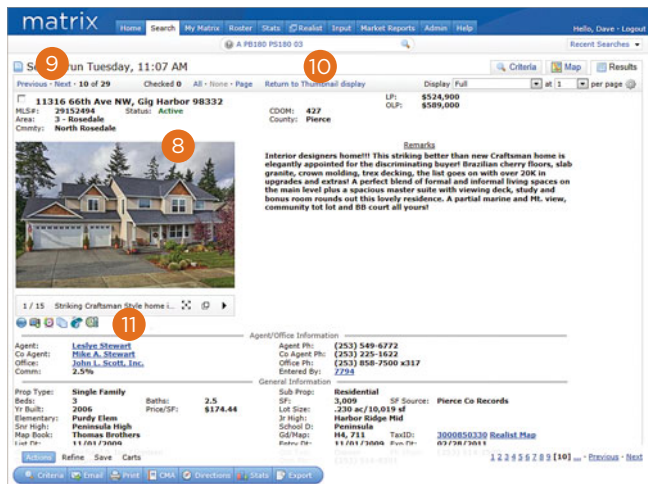 matrix Home Search My Matrix Roster Stats Realist Input Market Reports Admin Help Hello, Dave - Logout
A PB180 PS180 03 Recent Searches
9 10
run Tuesday, 11:07 AM Criteria Map Results
Previous · Next · 10 of 29 Checked 0 All · None · Page Return to Thumbnail display Display Full at 1 per page
11316 66th Ave NW, Gig Harbor 98332 LP: $524,900
MLS#: 29152494 Status: Active CDOM: 427 OLP: $589,000
Area: 3 - Rosedale County: Pierce
Cmmty: North Rosedale
8
Remarks
Interior designers home!!! This striking better than new Craftsman home is
elegantly appointed for the discriminating buyer! Brazilian cherry floors, slab
granite, crown molding, trex decking, the list goes on with over 20K in
upgrades and extras! A perfect blend of formal and informal living spaces on
the main level plus a spacious master suite with viewing deck, study and
bonus room rounds out this lovely residence. A partial marine and Mt. view,
community tot lot and BB court all yours!
1 / 15 Striking Craftsman Style home i...
11
Agent/Office Information
Agent: Leslye Stewart Agent Ph: (253) 549-6772
Co Agent: Mike A. Stewart Co Agent Ph: (253) 225-1622
Office: John L. Scott, Inc. Office Ph: (253) 858-7500 x317
Comm: 2.5% Entered By: 7794
General Information
Prop Type: Single Family Sub Prop: Residential
Beds: 3 Baths: 2.5 SF: 3,009 SF Source: Pierce Co Records
Yr Built: 2006 Price/SF: $174.44 Lot Size: .230 ac/10,019 sf
Elementary: Purdy Elem Jr High: Harbor Ridge Mid
Snr High: Peninsula High School D: Peninsula
Map Book: Thomas Brothers Gd/Map: H4, 711 TaxID: 3000850330 Realist Map
List Dt: 11/01/2009 Entry Dt: 11/01/2009 Exp Dt: 02/28/2011
Actions Refine Save Carts 1 2 3 4 5 6 7 8 9 [10] ... - Previous - Next
Criteria Email Print CMA Directions Stats Export